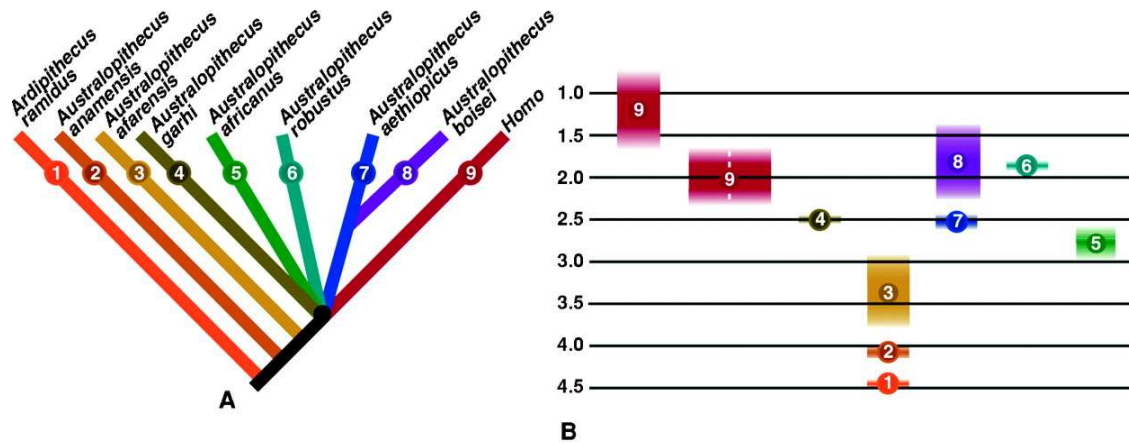 Ardipithecus
ramidus
Australopithecus
anamensis
Australopithecus
afarensis
Australopithecus
garhi
Australopithecus
africanus
Australopithecus
robustus
Australopithecus
aethiopicus
Australopithecus
boisei
Homo
1
2
3
4
5
6
7
8
9
A
1.0
1.5
2.0
2.5
3.0
3.5
4.0
4.5
9
9
8
6
4
7
5
3
2
1
B